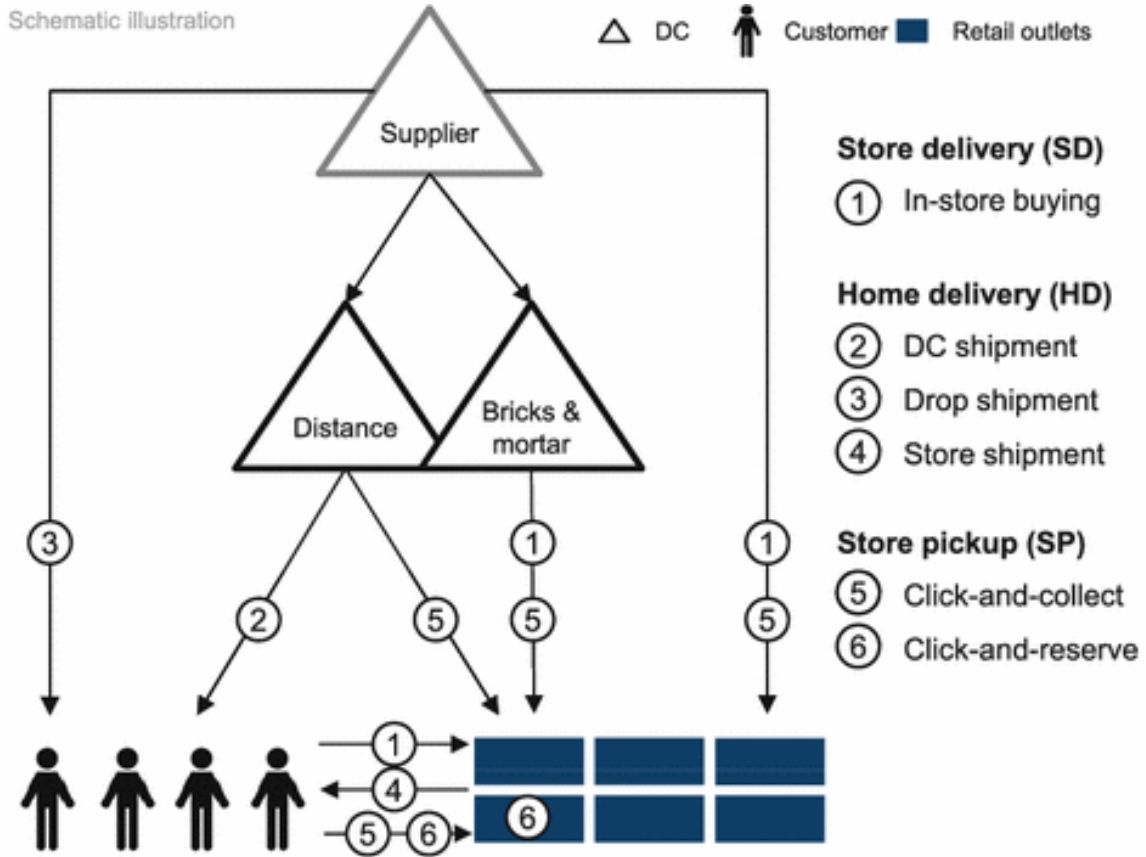 Schematic illustration
DC
Customer
Retail outlets
Supplier
Store delivery (SD)
1 In-store buying
Home delivery (HD)
2 DC shipment
3 Drop shipment
4 Store shipment
Distance
Bricks &
mortar
Store pickup (SP)
5 Click-and-collect
6 Click-and-reserve
3
1
1
2
5
5
5
1
4
5 6
6